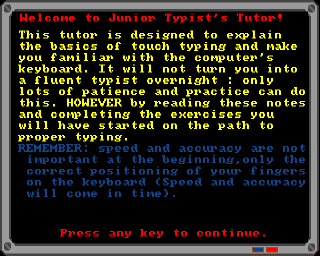 Welcome to Junior Typist's Tutor!
This tutor is designed to explain
the basics of touch typing and make
you familiar with the computer's
keyboard. It will not turn you into
a fluent typist overnight : only
lots of patience and practice can do
this. HOWEVER by reading these notes
and completing the exercises you
will have started on the path to
proper typing.
REMEMBER: speed and accuracy are not
important at the beginning,only the
correct positioning of your fingers
on the keyboard (Speed and accuracy
will come in time).
Press any key to continue.